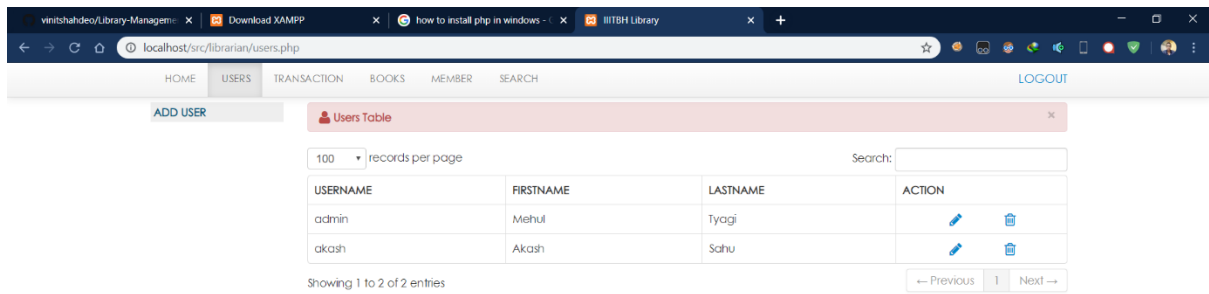 vinitshahdeo/Library-Manageme Download XAMPP how to install php in windows - G IIITBH Library
localhost/src/librarian/users.php
HOME USERS TRANSACTION BOOKS MEMBER SEARCH LOGOUT
ADD USER
Users Table ×
100 records per page Search:
USERNAME FIRSTNAME LASTNAME ACTION
admin Mehul Tyagi
akash Akash Sahu
Showing 1 to 2 of 2 entries ← Previous 1 Next →